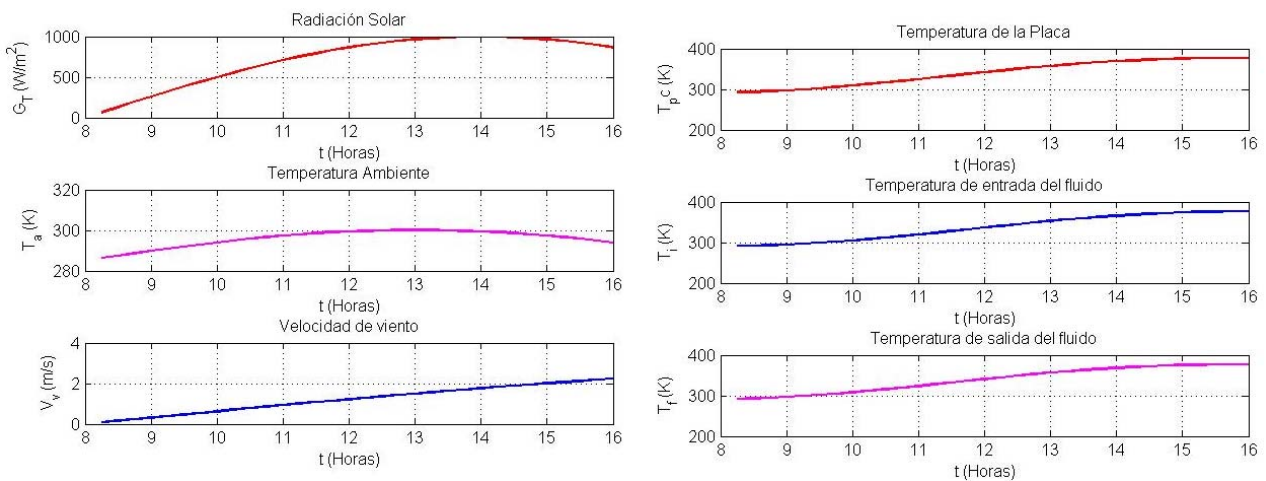 Radiación Solar
1000
500
0
G_T (W/m^2)
8 9 10 11 12 13 14 15 16
t (Horas)
Temperatura Ambiente
320
300
280
T_a (K)
8 9 10 11 12 13 14 15 16
t (Horas)
Velocidad de viento
4
2
0
V_v (m/s)
8 9 10 11 12 13 14 15 16
t (Horas)
Temperatura de la Placa
400
300
200
T_pc (K)
8 9 10 11 12 13 14 15 16
t (Horas)
Temperatura de entrada del fluido
400
300
200
T_i (K)
8 9 10 11 12 13 14 15 16
t (Horas)
Temperatura de salida del fluido
400
300
200
T_f (K)
8 9 10 11 12 13 14 15 16
t (Horas)